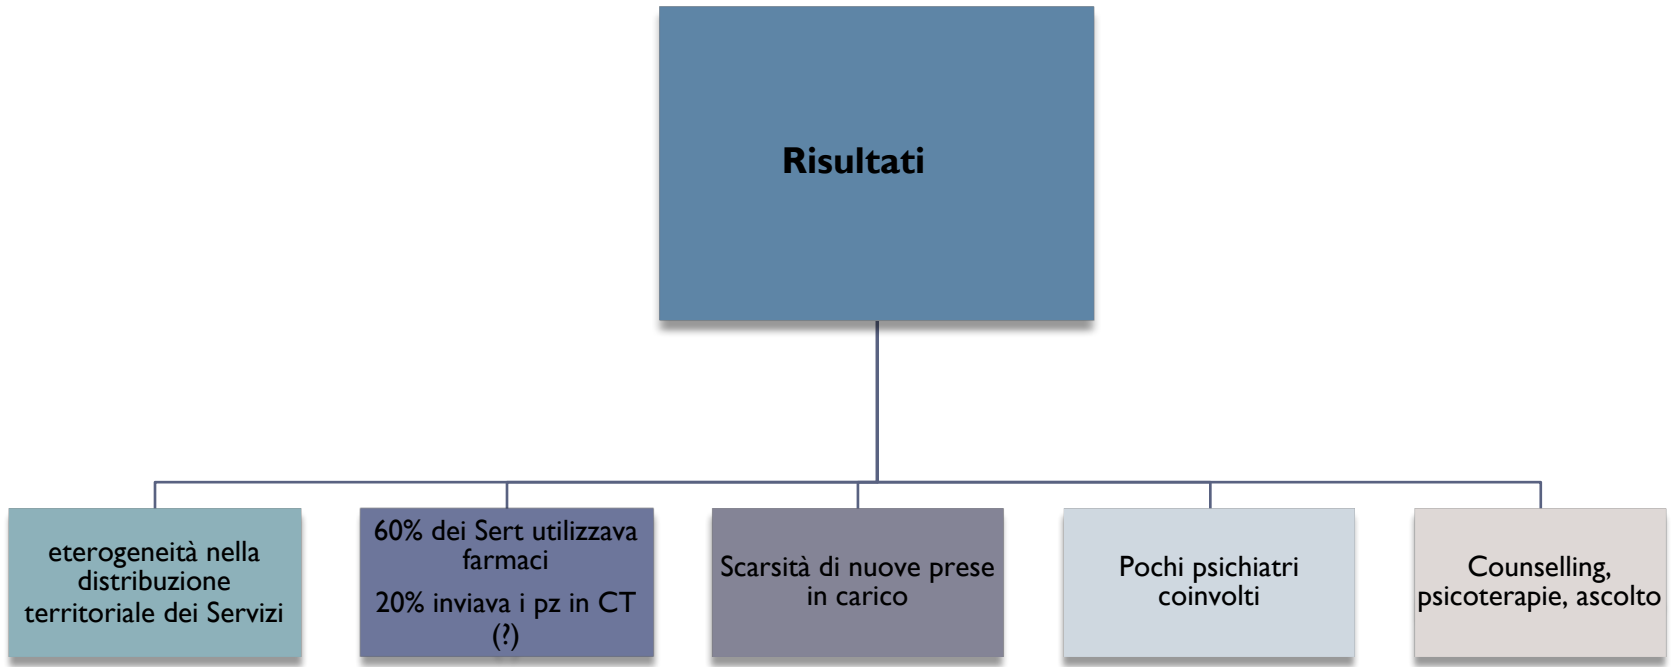 Risultati
eterogeneità nella
distribuzione
territoriale dei Servizi
60% dei Sert utilizzava
farmaci
20% inviava i pz in CT
(?)
Scarsità di nuove prese
in carico
Pochi psichiatri
coinvolti
Counselling,
psicoterapie, ascolto